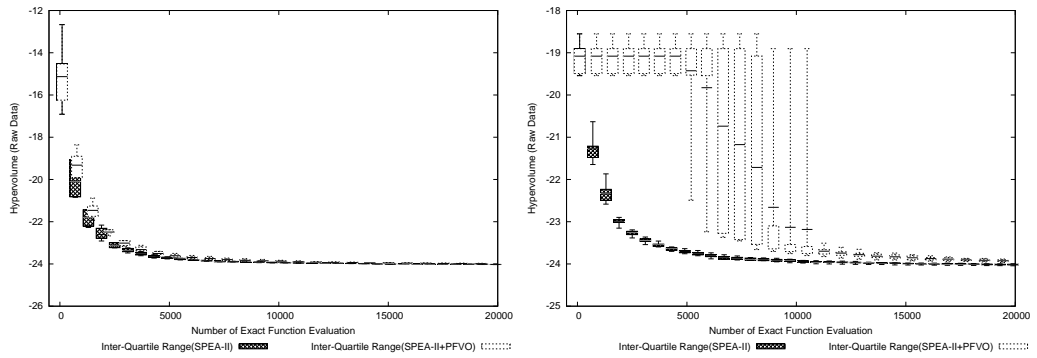 -12
-14
-16
-18
-20
-22
-24
-26
Hypervolume (Raw Data)
0 5000 10000 15000 20000
Number of Exact Function Evaluation
Inter-Quartile Range(SPEA-II) Inter-Quartile Range(SPEA-II+PFVO)
-18
-19
-20
-21
-22
-23
-24
-25
Hypervolume (Raw Data)
0 5000 10000 15000 20000
Number of Exact Function Evaluation
Inter-Quartile Range(SPEA-II) Inter-Quartile Range(SPEA-II+PFVO)